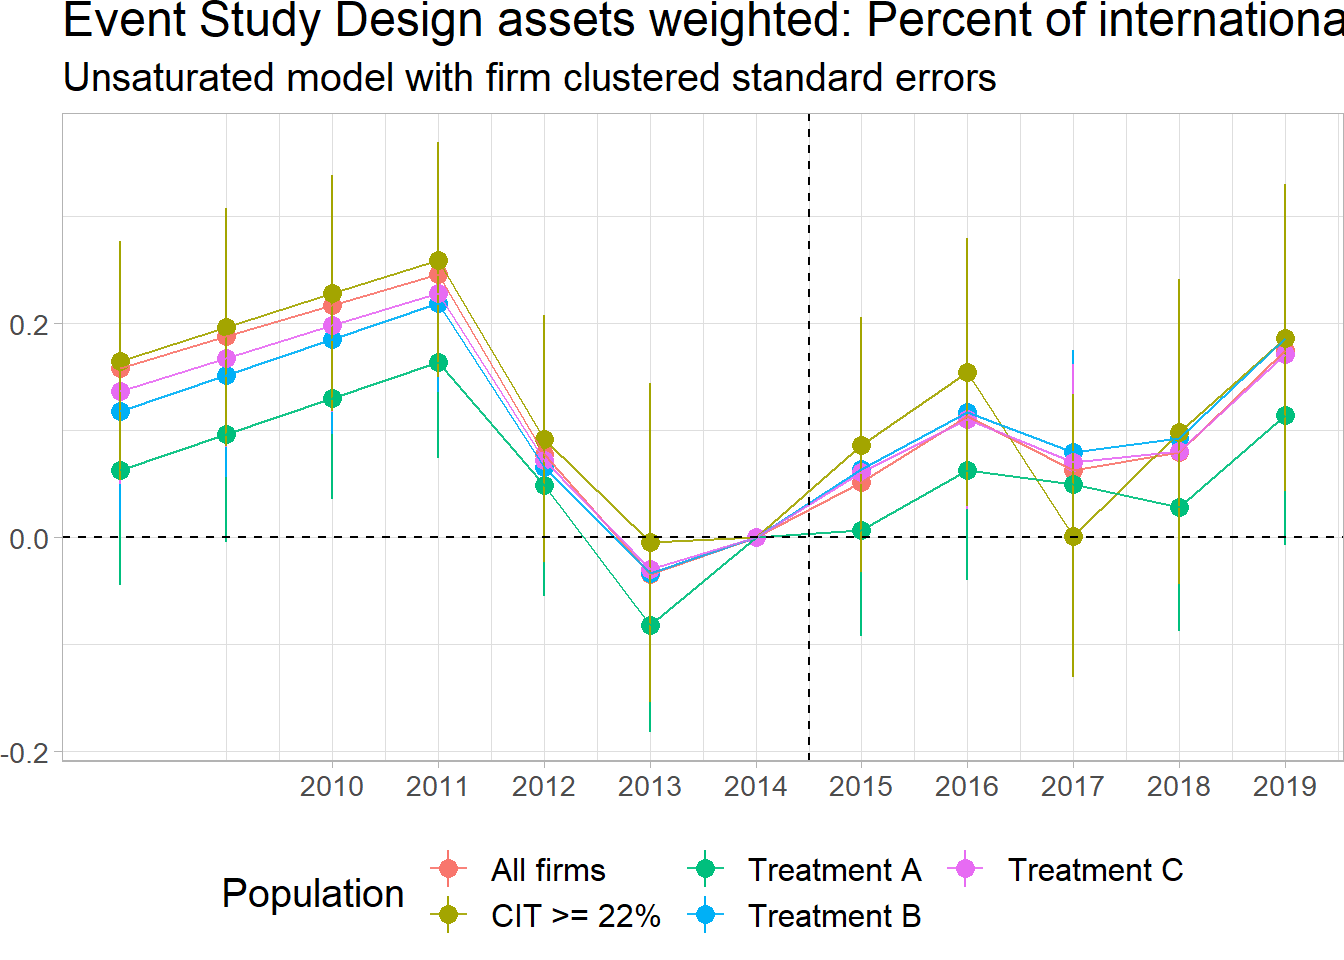 Event Study Design assets weighted: Percent of internationa
Unsaturated model with firm clustered standard errors
0.2
0.0
-0.2
2010 2011 2012 2013 2014 2015 2016 2017 2018 2019
Population
All firms Treatment A Treatment C
CIT >= 22% Treatment B